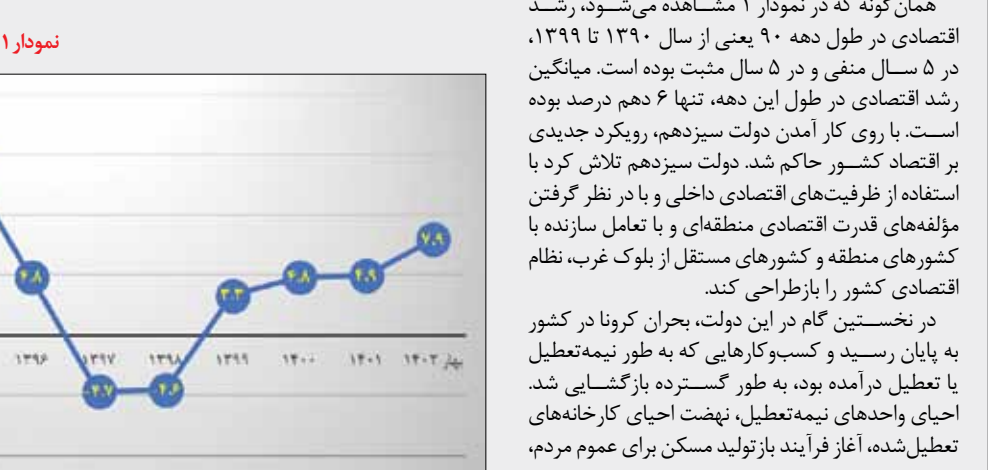 همان‌گونه که در نمودار ۱ مشاهده می‌شود، رشد
اقتصادی در طول دهه ۹۰ یعنی از سال ۱۳۹۰ تا ۱۳۹۹،
در ۵ سال منفی و در ۵ سال مثبت بوده است. میانگین
رشد اقتصادی در طول این دهه، تنها ۶ دهم درصد بوده
است. با روی کار آمدن دولت سیزدهم، رویکرد جدیدی
بر اقتصاد کشور حاکم شد. دولت سیزدهم تلاش کرد با
استفاده از ظرفیت‌های اقتصادی داخلی و با در نظر گرفتن
مؤلفه‌های قدرت اقتصادی منطقه‌ای و با تعامل سازنده با
کشورهای منطقه و کشورهای مستقل از بلوک غرب، نظام
اقتصادی کشور را بازطراحی کند.
در نخستین گام در این دولت، بحران کرونا در کشور
به پایان رسید و کسب‌وکارهایی که به طور نیمه‌تعطیل
یا تعطیل درآمده بود، به طور گسترده بازگشایی شد.
احیای واحدهای نیمه‌تعطیل، نهضت احیای کارخانه‌های
تعطیل‌شده، آغاز فرآیند بازتولید مسکن برای عموم مردم،
نمودار ۱
۴.۸
-۴.۷
-۴.۶
۳.۳
۴.۸
۴.۹
۷.۹
۱۳۹۶ ۱۳۹۷ ۱۳۹۸ ۱۳۹۹ ۱۴۰۰ ۱۴۰۱ بهار ۱۴۰۲